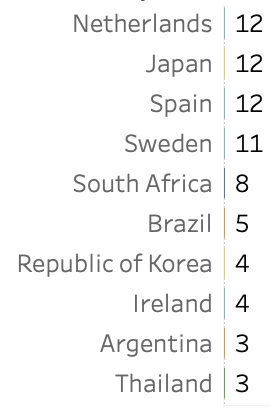 Netherlands 12
Japan 12
Spain 12
Sweden 11
South Africa 8
Brazil 5
Republic of Korea 4
Ireland 4
Argentina 3
Thailand 3